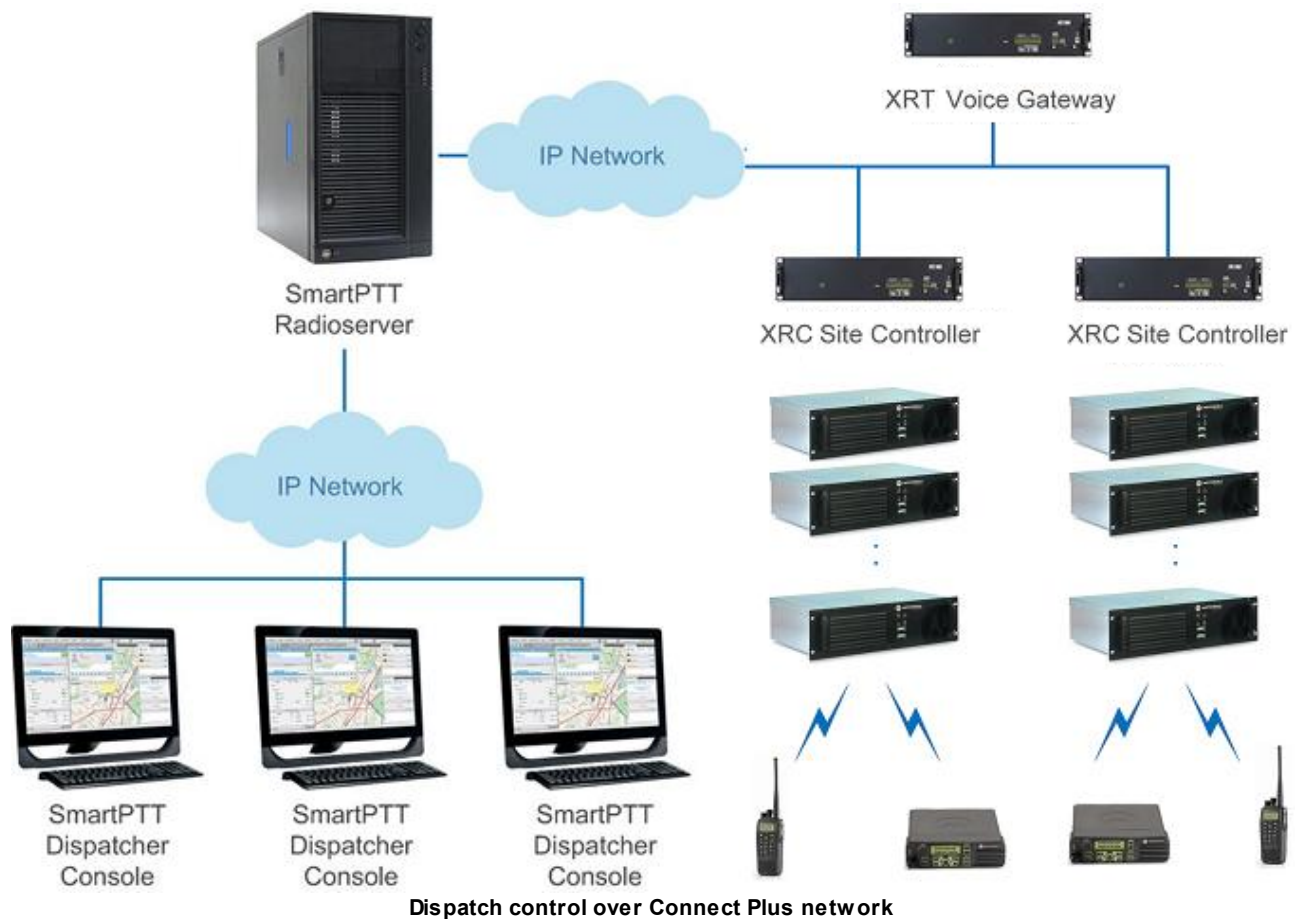 XRT Voice Gateway
IP Network
SmartPTT
Radioserver
XRC Site Controller
XRC Site Controller
IP Network
SmartPTT
Dispatcher
Console
SmartPTT
Dispatcher
Console
SmartPTT
Dispatcher
Console
Dispatch control over Connect Plus network